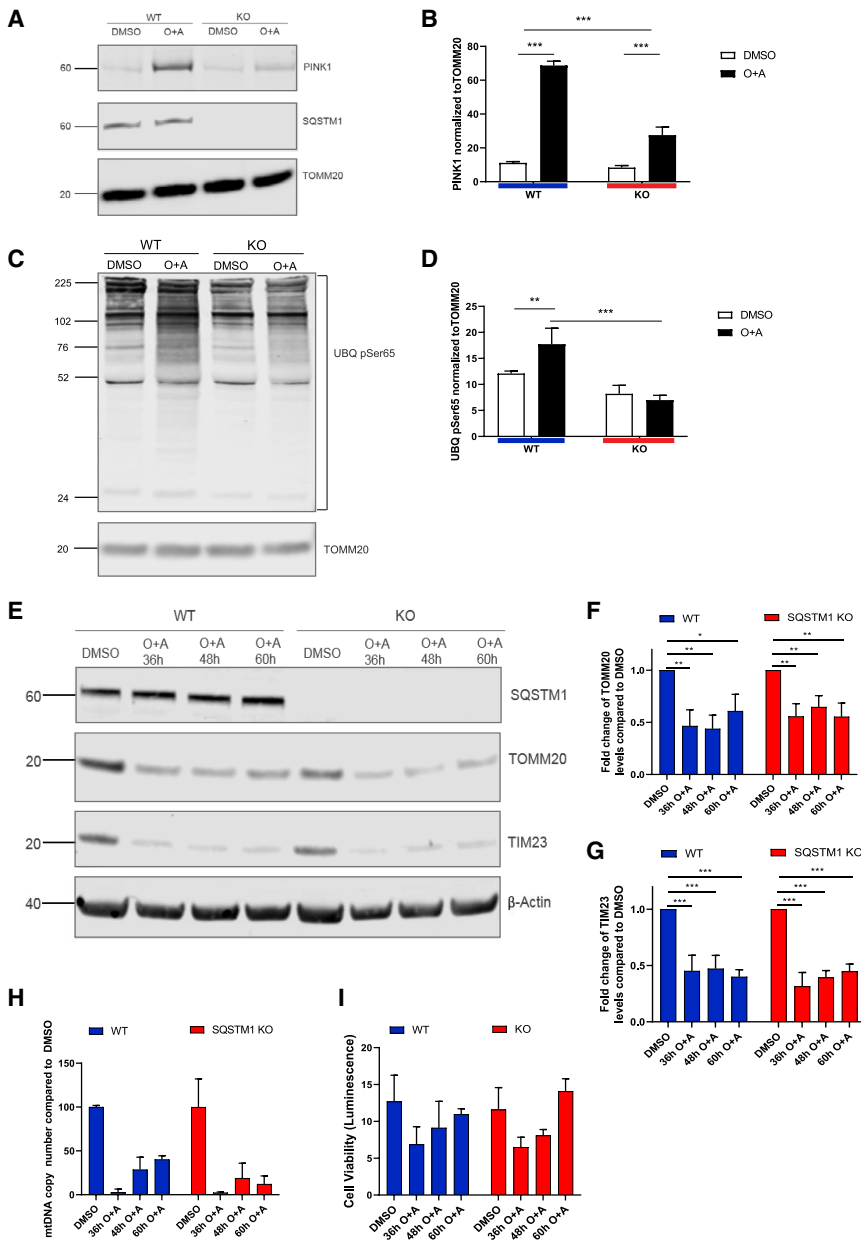 A
WT KO
DMSO O+A DMSO O+A
60 PINK1
60 SQSTM1
20 TOMM20
B
***
*** ***
PINK1 normalized toTOMM20
80
60
40
20
0
WT KO
DMSO
O+A
C
WT KO
DMSO O+A DMSO O+A
225
102
76
52
24
UBQ pSer65
20 TOMM20
D
** ***
UBQ pSer65 normalized toTOMM20
25
20
15
10
5
0
WT KO
DMSO
O+A
E
WT KO
DMSO O+A 36h O+A 48h O+A 60h DMSO O+A 36h O+A 48h O+A 60h
60 SQSTM1
20 TOMM20
20 TIM23
40 β-Actin
F
WT SQSTM1 KO
* ** **
** ** **
Fold change of TOMM20
levels compared to DMSO
1.0
0.5
0.0
DMSO 36h O+A 48h O+A 60h O+A DMSO 36h O+A 48h O+A 60h O+A
G
WT SQSTM1 KO
*** *** ***
*** *** ***
Fold change of TIM23
levels compared to DMSO
1.0
0.5
0.0
DMSO 36h O+A 48h O+A 60h O+A DMSO 36h O+A 48h O+A 60h O+A
H
WT SQSTM1 KO
mtDNA copy number compared to DMSO
150
100
50
0
DMSO 36h O+A 48h O+A 60h O+A DMSO 36h O+A 48h O+A 60h O+A
I
WT KO
Cell Viability (Luminescence)
20
15
10
5
0
DMSO 36h O+A 48h O+A 60h O+A DMSO 36h O+A 48h O+A 60h O+A